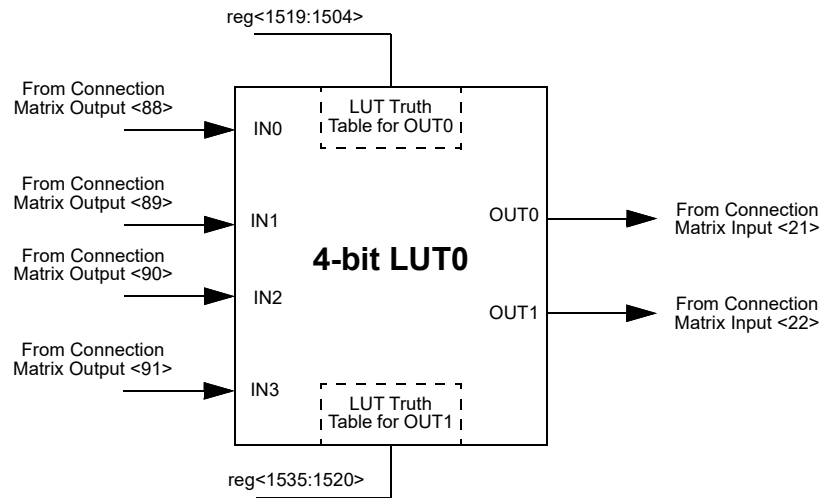 reg<1519:1504>
From Connection
Matrix Output <88>
IN0
LUT Truth
Table for OUT0
From Connection
Matrix Output <89>
IN1
OUT0
From Connection
Matrix Input <21>
4-bit LUT0
From Connection
Matrix Output <90>
IN2
OUT1
From Connection
Matrix Input <22>
From Connection
Matrix Output <91>
IN3
LUT Truth
Table for OUT1
reg<1535:1520>